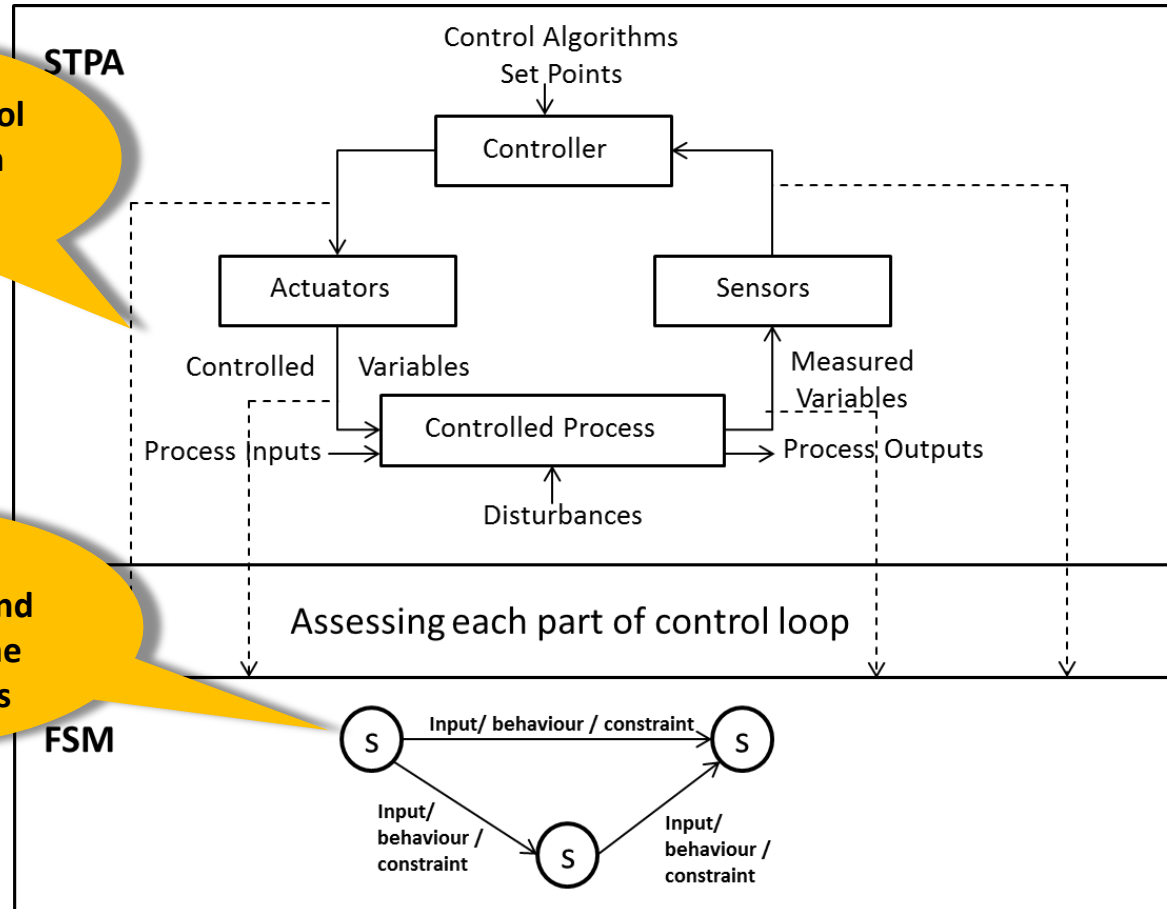 STPA
Control Algorithms
Set Points
Controller
Actuators
Sensors
Controlled Variables
Measured
Variables
Controlled Process
Process Inputs
Process Outputs
Disturbances
Assessing each part of control loop
FSM
S
Input/ behaviour / constraint
S
Input/
behaviour /
constraint
Input/
behaviour /
constraint
S